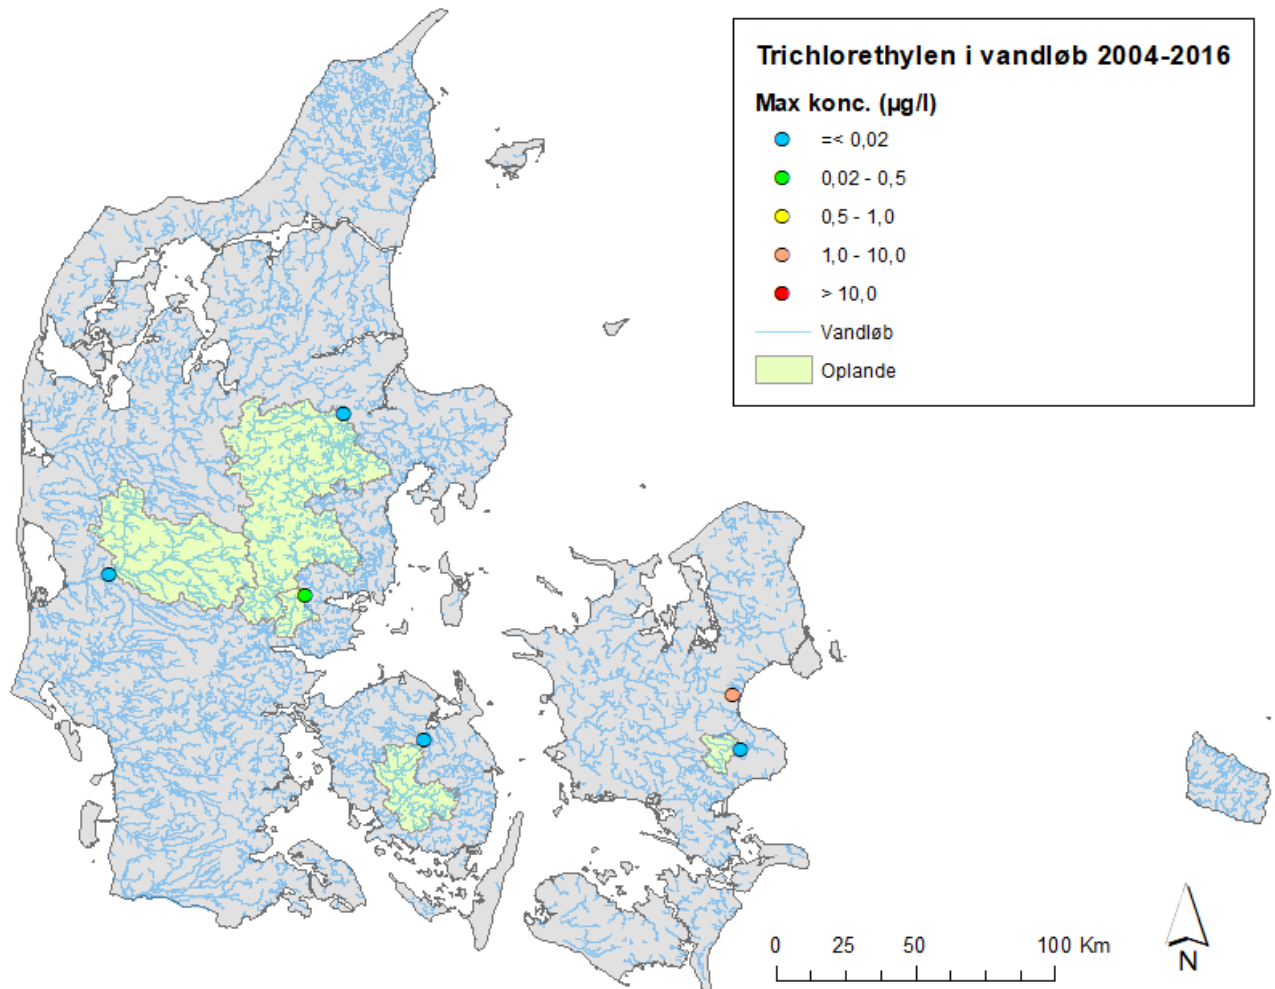 Trichlorethylen i vandløb 2004-2016
Max konc. (µg/l)
=< 0,02
0,02 - 0,5
0,5 - 1,0
1,0 - 10,0
> 10,0
Vandløb
Oplande
0 25 50 100 Km
N